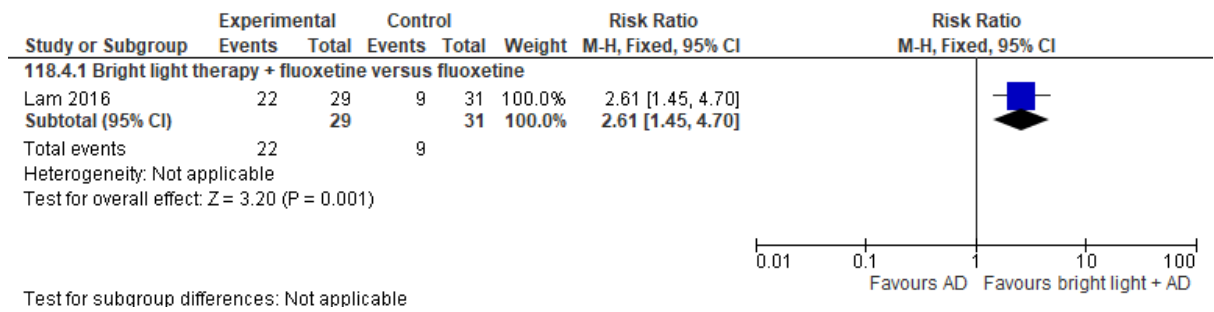 Experimental Control Risk Ratio Risk Ratio
Study or Subgroup Events Total Events Total Weight M-H, Fixed, 95% CI M-H, Fixed, 95% CI
118.4.1 Bright light therapy + fluoxetine versus fluoxetine
Lam 2016 22 29 9 31 100.0% 2.61 [1.45, 4.70]
Subtotal (95% CI) 29 31 100.0% 2.61 [1.45, 4.70]
Total events 22 9
Heterogeneity: Not applicable
Test for overall effect: Z = 3.20 (P = 0.001)
0.01 0.1 1 10 100
Favours AD Favours bright light + AD
Test for subgroup differences: Not applicable